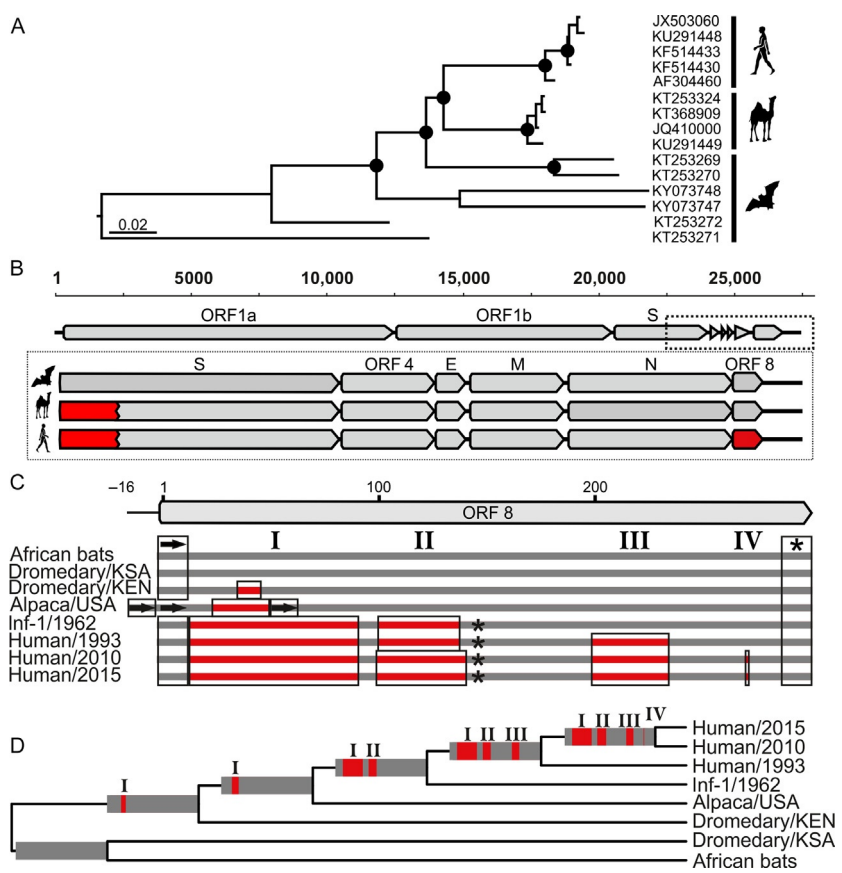 A
JX503060
KU291448
KF514433
KF514430
AF304460
KT253324
KT368909
JQ410000
KU291449
KT253269
KT253270
KY073748
KY073747
KT253272
KT253271
0.02
B
1 5000 10,000 15,000 20,000 25,000
ORF1a ORF1b S
S ORF 4 E M N ORF 8
C
–16 1 100 200
ORF 8
I II III IV *
African bats
Dromedary/KSA
Dromedary/KEN
Alpaca/USA
Inf-1/1962 *
Human/1993 *
Human/2010 *
Human/2015 *
D
I II III IV
Human/2015
I II III
Human/2010
I II
Human/1993
I
Inf-1/1962
I
Alpaca/USA
Dromedary/KEN
Dromedary/KSA
African bats